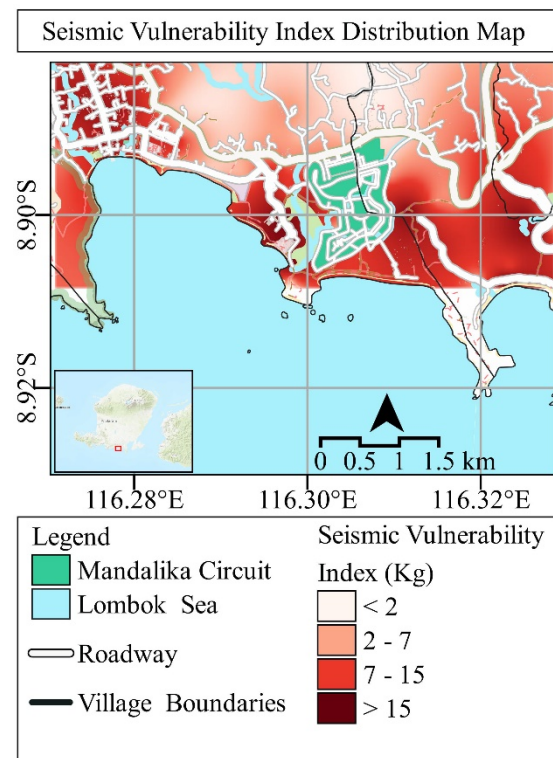 Seismic Vulnerability Index Distribution Map
8.90°S
8.92°S
0 0.5 1 1.5 km
116.28°E 116.30°E 116.32°E
Legend
Mandalika Circuit
Lombok Sea
Roadway
Village Boundaries
Seismic Vulnerability
Index (Kg)
< 2
2 - 7
7 - 15
> 15